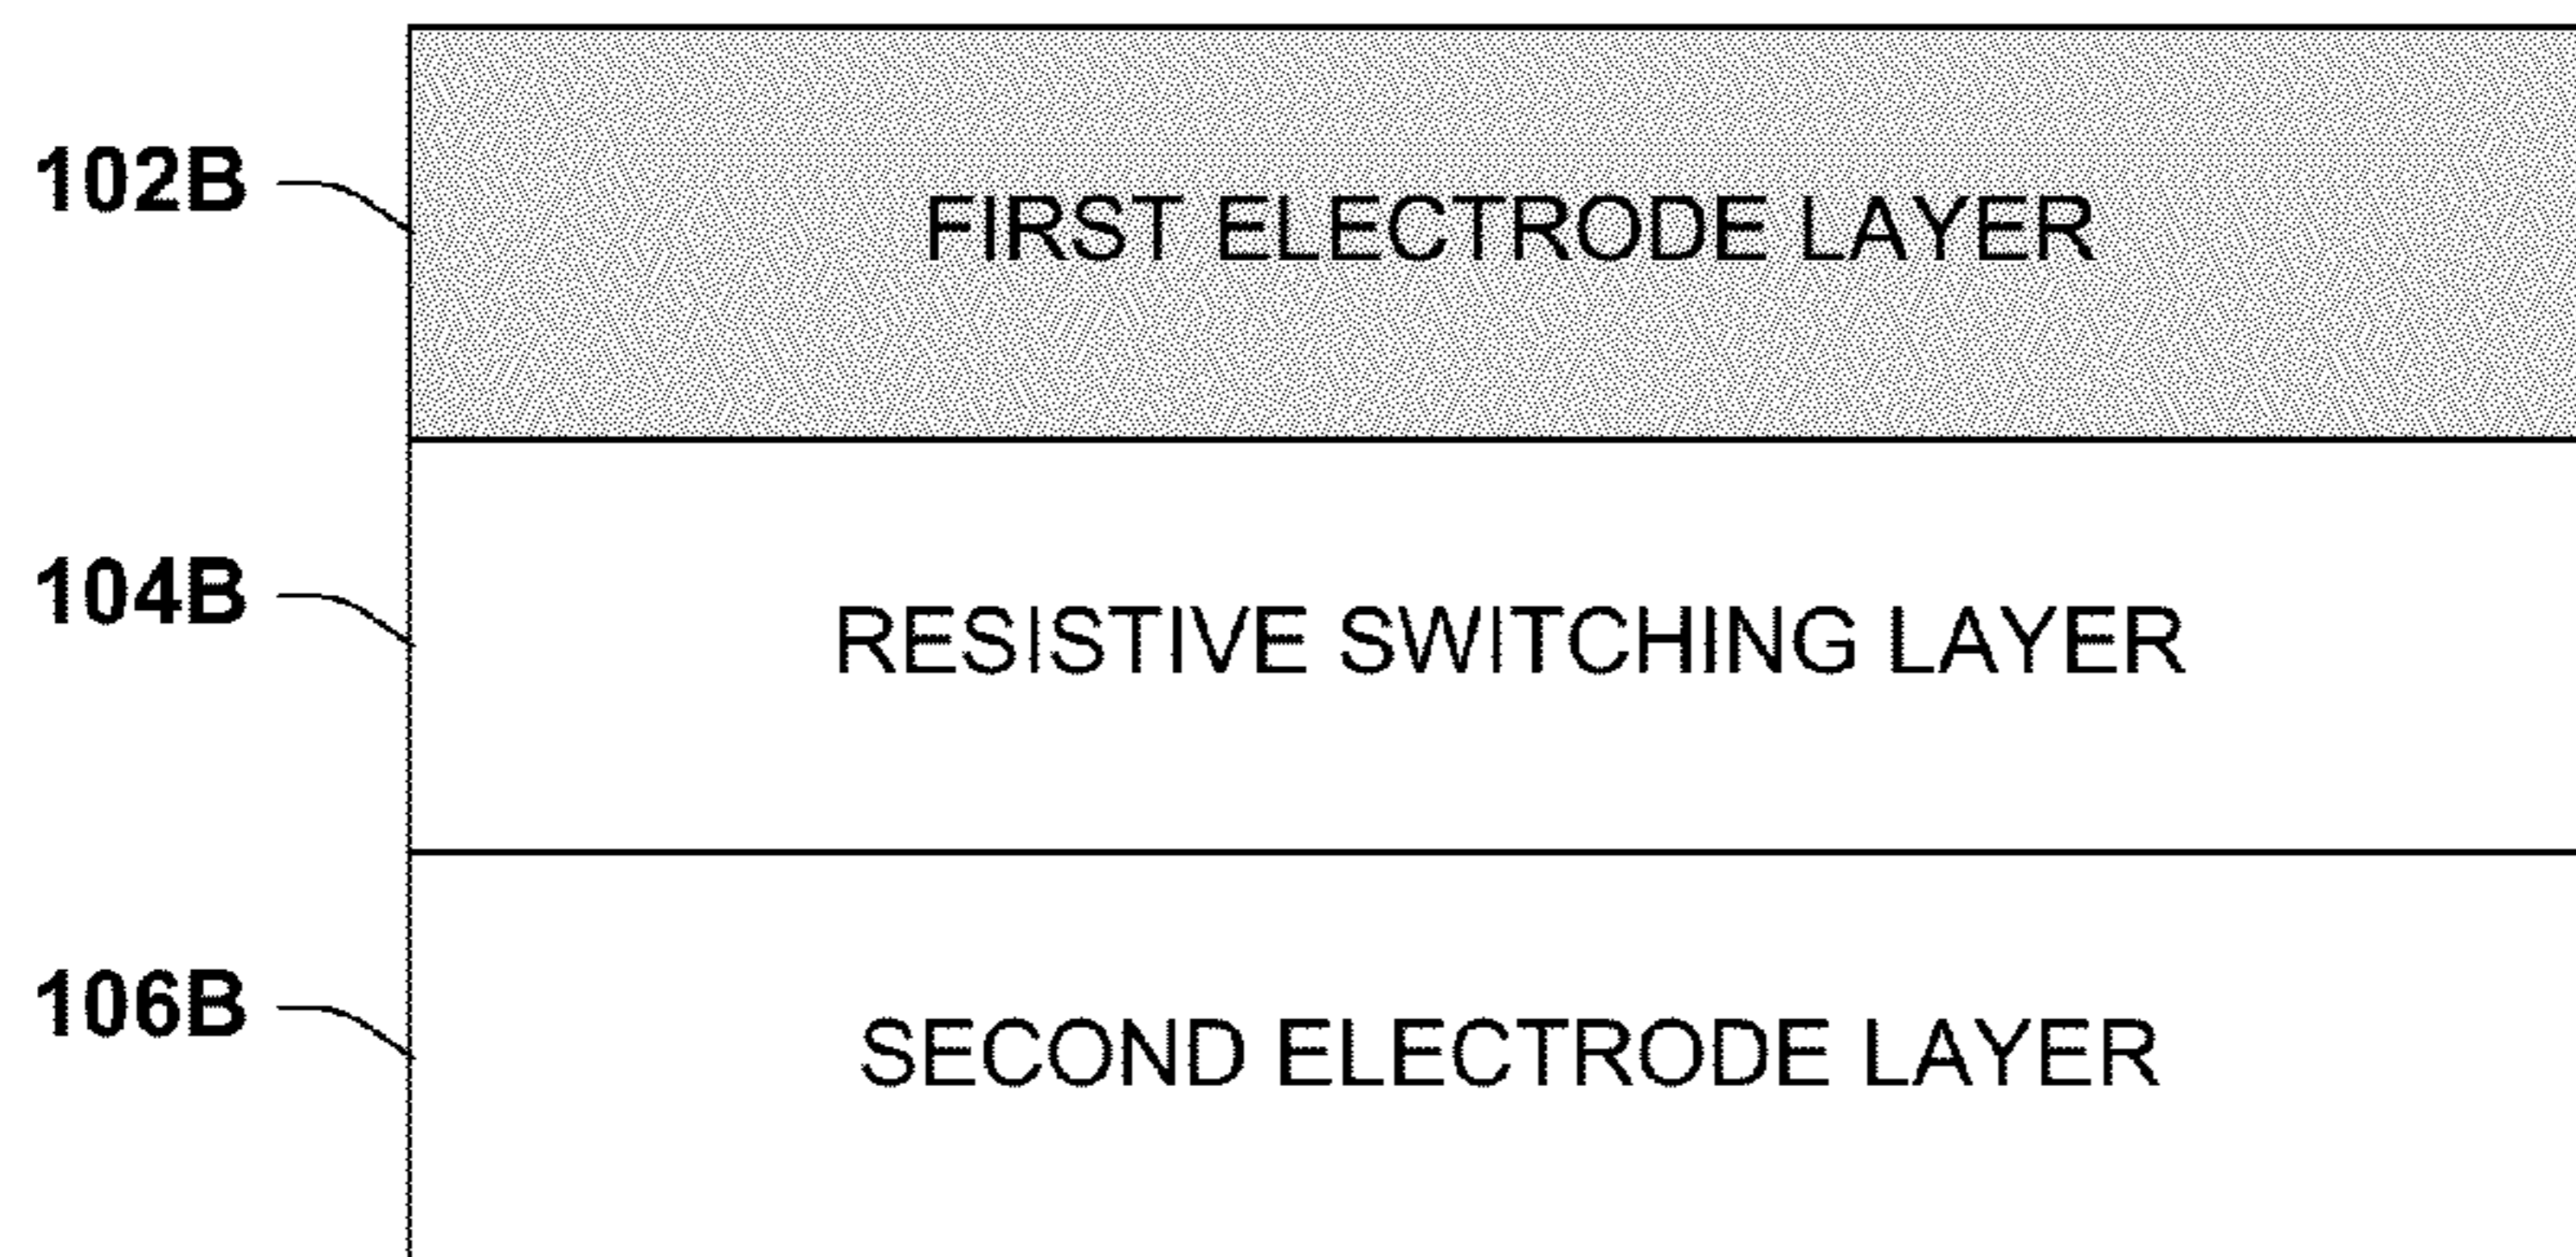 102B
FIRST ELECTRODE LAYER
104B
RESISTIVE SWITCHING LAYER
106B
SECOND ELECTRODE LAYER